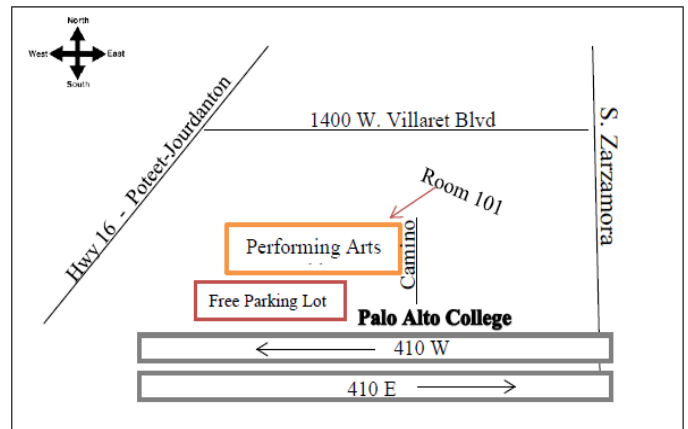 North
West
East
South
Hwy 16 - Poteet-Jourdanton
1400 W. Villaret Blvd
S. Zarzamora
Room 101
Performing Arts
Camino
Free Parking Lot
Palo Alto College
410 W
410 E